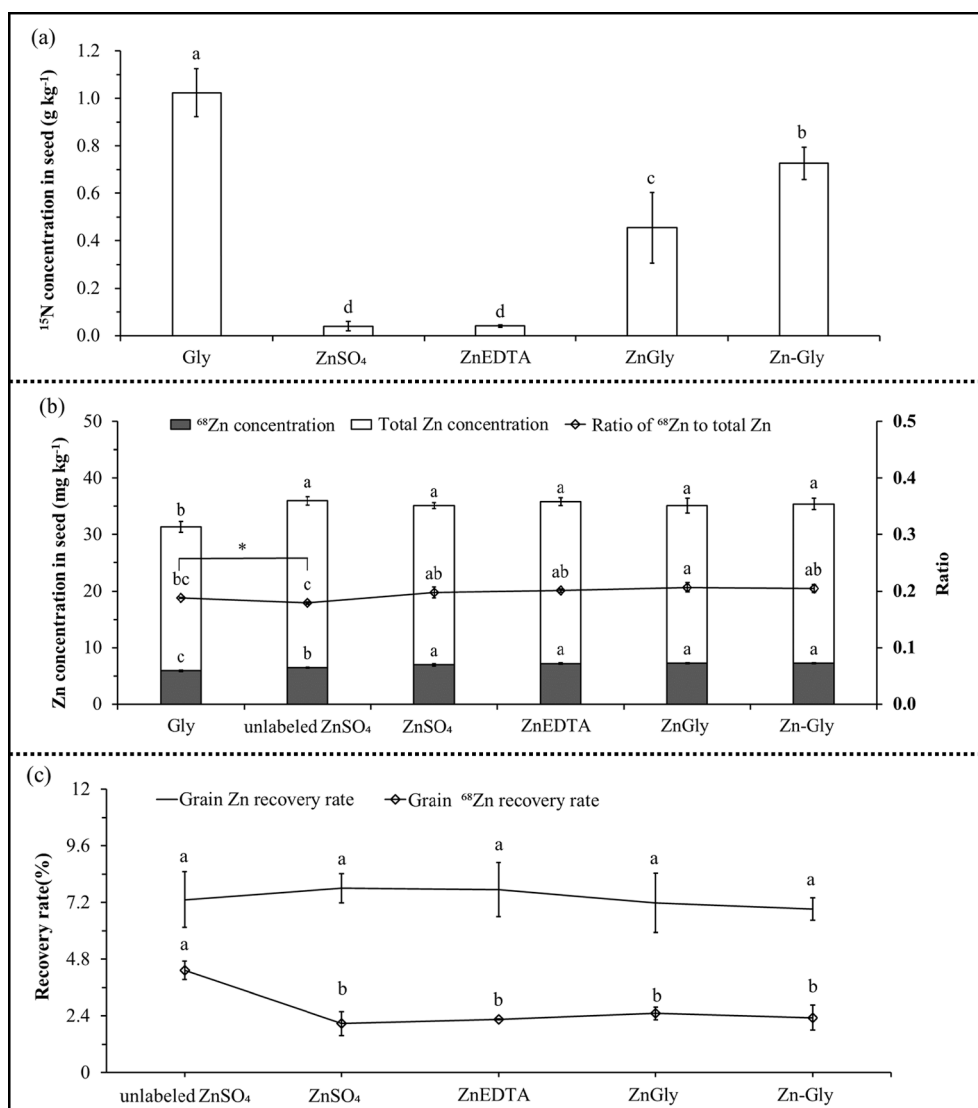 (a)
¹⁵N concentration in seed (g kg⁻¹)
1.2
1.0
0.8
0.6
0.4
0.2
0.0
a
d
d
c
b
Gly ZnSO₄ ZnEDTA ZnGly Zn-Gly
(b)
⁶⁸Zn concentration Total Zn concentration Ratio of ⁶⁸Zn to total Zn
Zn concentration in seed (mg kg⁻¹)
50
40
30
20
10
0
0.5
0.4
0.3
0.2
0.1
0.0
Ratio
b a a a a a
*
bc c ab ab a ab
c b a a a a
Gly unlabeled ZnSO₄ ZnSO₄ ZnEDTA ZnGly Zn-Gly
(c)
Grain Zn recovery rate Grain ⁶⁸Zn recovery rate
Recovery rate(%)
12
9.6
7.2
4.8
2.4
0
a a a a a
a b b b b
unlabeled ZnSO₄ ZnSO₄ ZnEDTA ZnGly Zn-Gly